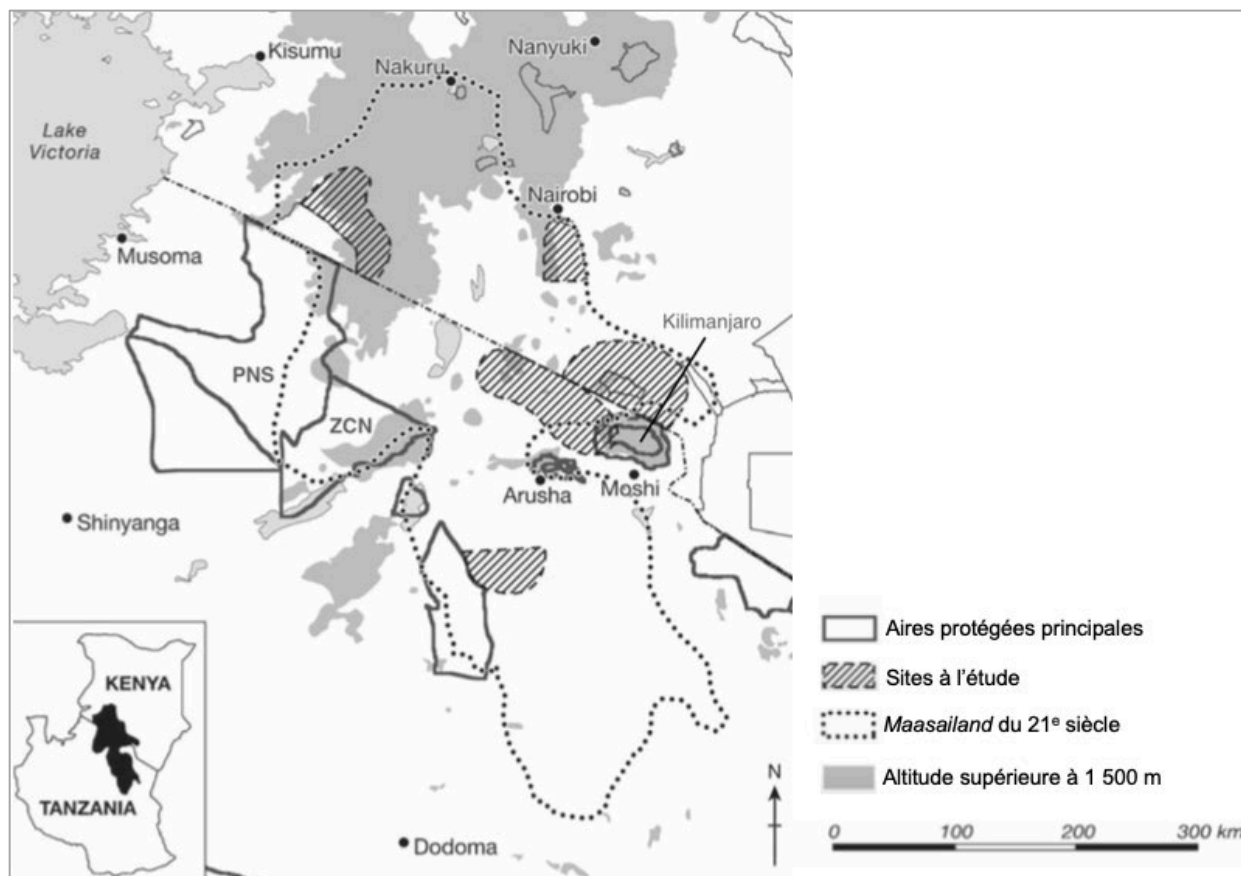 Kisumu
Nanyuki
Nakuru
Lake
Victoria
Nairobi
Musoma
Kilimanjaro
PNS
ZCN
Arusha
Moshi
Shinyanga
Dodoma
KENYA
TANZANIA
N
Aires protégées principales
Sites à l'étude
Maasailand du 21e siècle
Altitude supérieure à 1 500 m
0 100 200 300 km